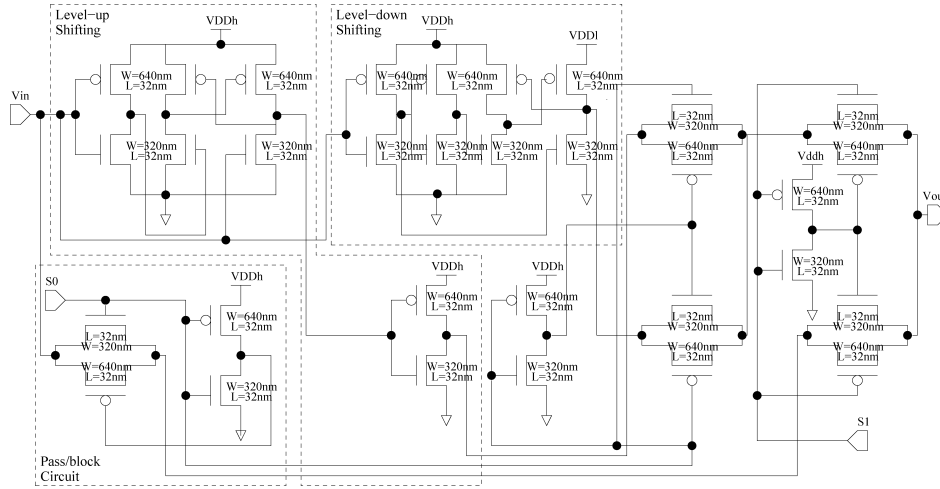 Level−up
Shifting
VDDh
Level−down
Shifting
VDDh
VDDl
W=640nm
L=32nm
W=640nm
L=32nm
W=640nm
L=32nm
W=640nm
L=32nm
W=640nm
L=32nm
Vin
L=32nm
W=320nm
W=640nm
L=32nm
L=32nm
W=320nm
W=640nm
L=32nm
W=320nm
L=32nm
W=320nm
L=32nm
W=320nm
L=32nm
W=320nm
L=32nm
W=320nm
L=32nm
W=320nm
L=32nm
Vddh
W=640nm
L=32nm
Vou
W=320nm
L=32nm
S0
VDDh
VDDh
VDDh
W=640nm
L=32nm
W=640nm
L=32nm
W=640nm
L=32nm
L=32nm
W=320nm
W=640nm
L=32nm
L=32nm
W=320nm
W=640nm
L=32nm
L=32nm
W=320nm
W=640nm
L=32nm
W=320nm
L=32nm
W=320nm
L=32nm
W=320nm
L=32nm
S1
Pass/block
Circuit